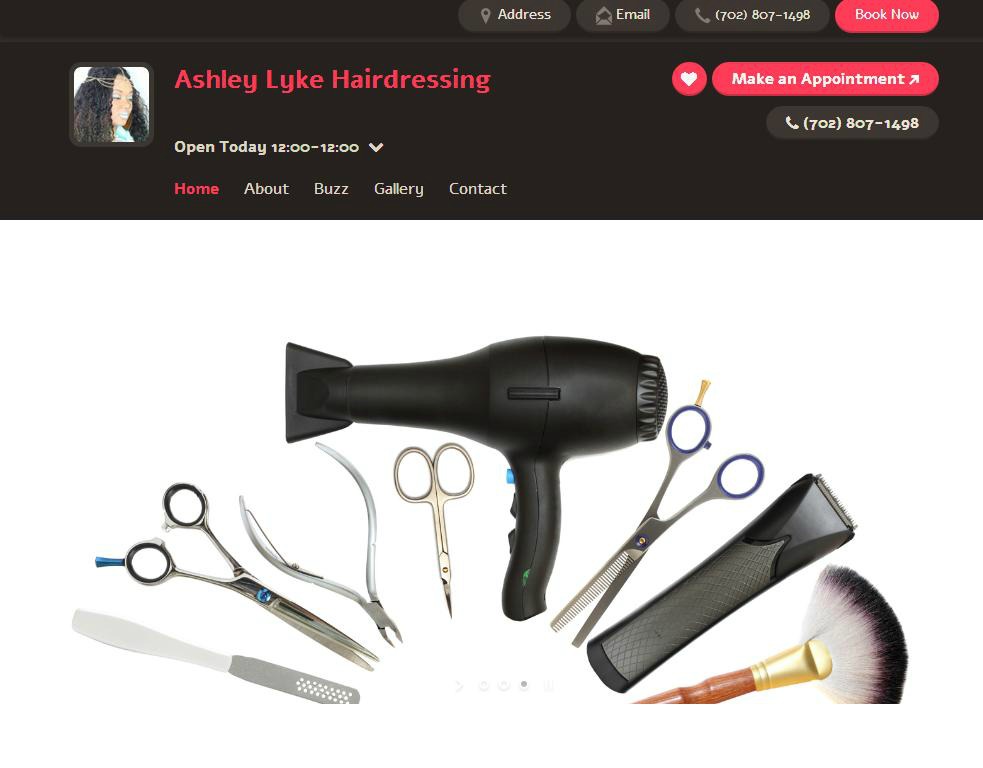 Address Email (702) 807-1498 Book Now
Ashley Lyke Hairdressing
Make an Appointment
(702) 807-1498
Open Today 12:00-12:00
Home About Buzz Gallery Contact